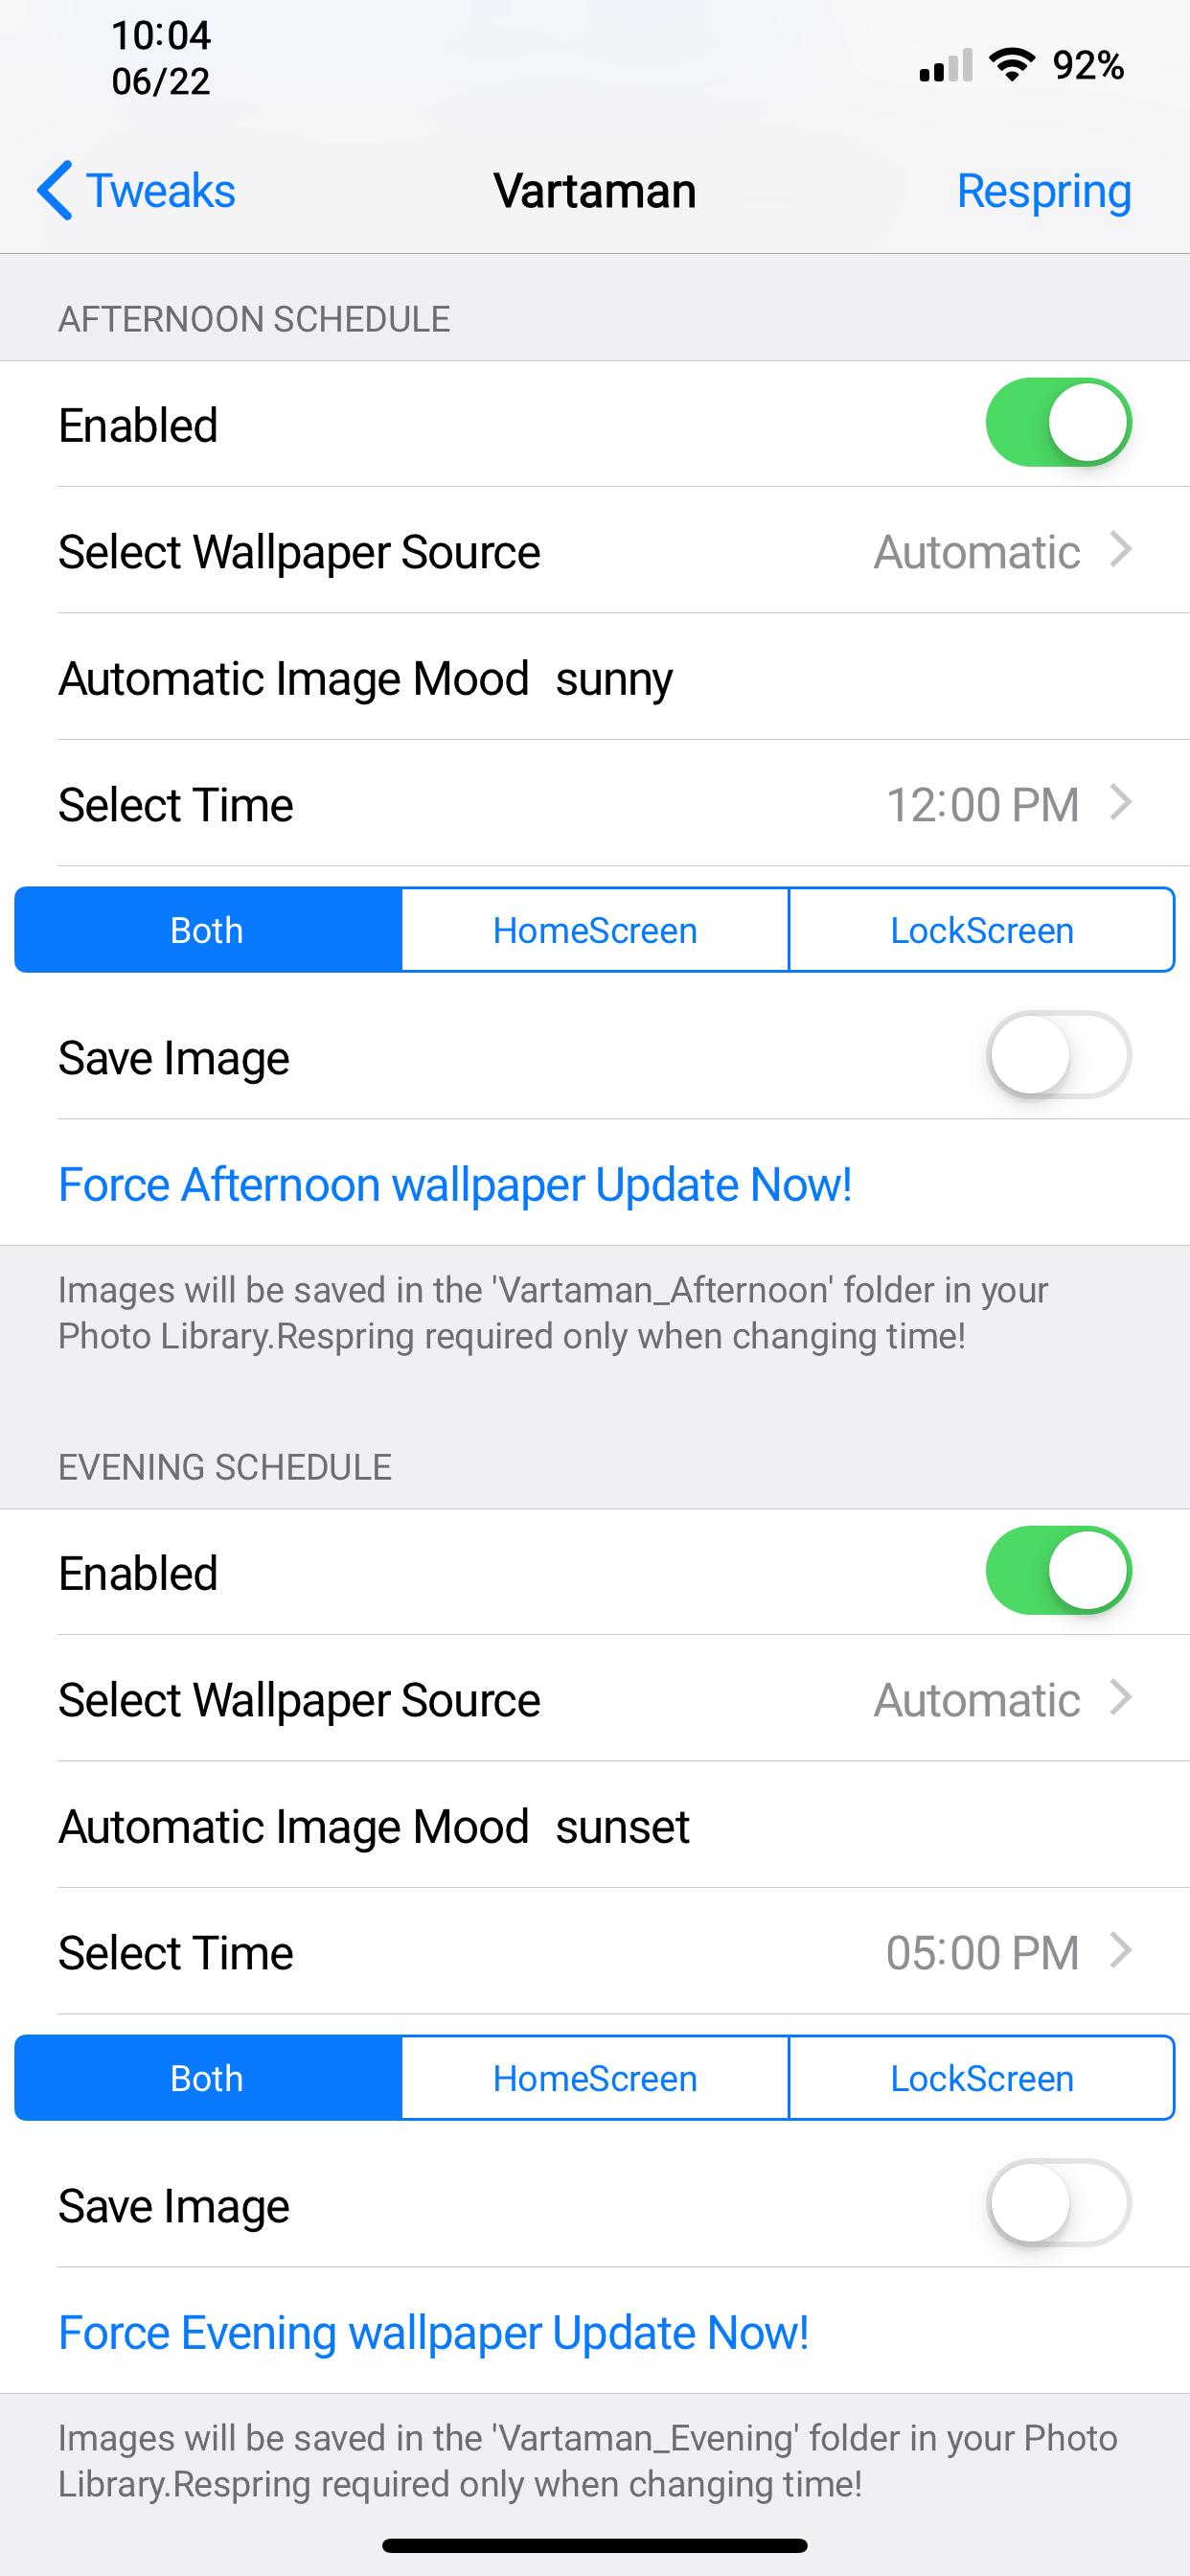 10:04
06/22
92%
Tweaks
Vartaman
Respring
AFTERNOON SCHEDULE
Enabled
Select Wallpaper Source Automatic
Automatic Image Mood sunny
Select Time 12:00 PM
Both HomeScreen LockScreen
Save Image
Force Afternoon wallpaper Update Now!
Images will be saved in the 'Vartaman_Afternoon' folder in your
Photo Library.Respring required only when changing time!
EVENING SCHEDULE
Enabled
Select Wallpaper Source Automatic
Automatic Image Mood sunset
Select Time 05:00 PM
Both HomeScreen LockScreen
Save Image
Force Evening wallpaper Update Now!
Images will be saved in the 'Vartaman_Evening' folder in your Photo
Library.Respring required only when changing time!